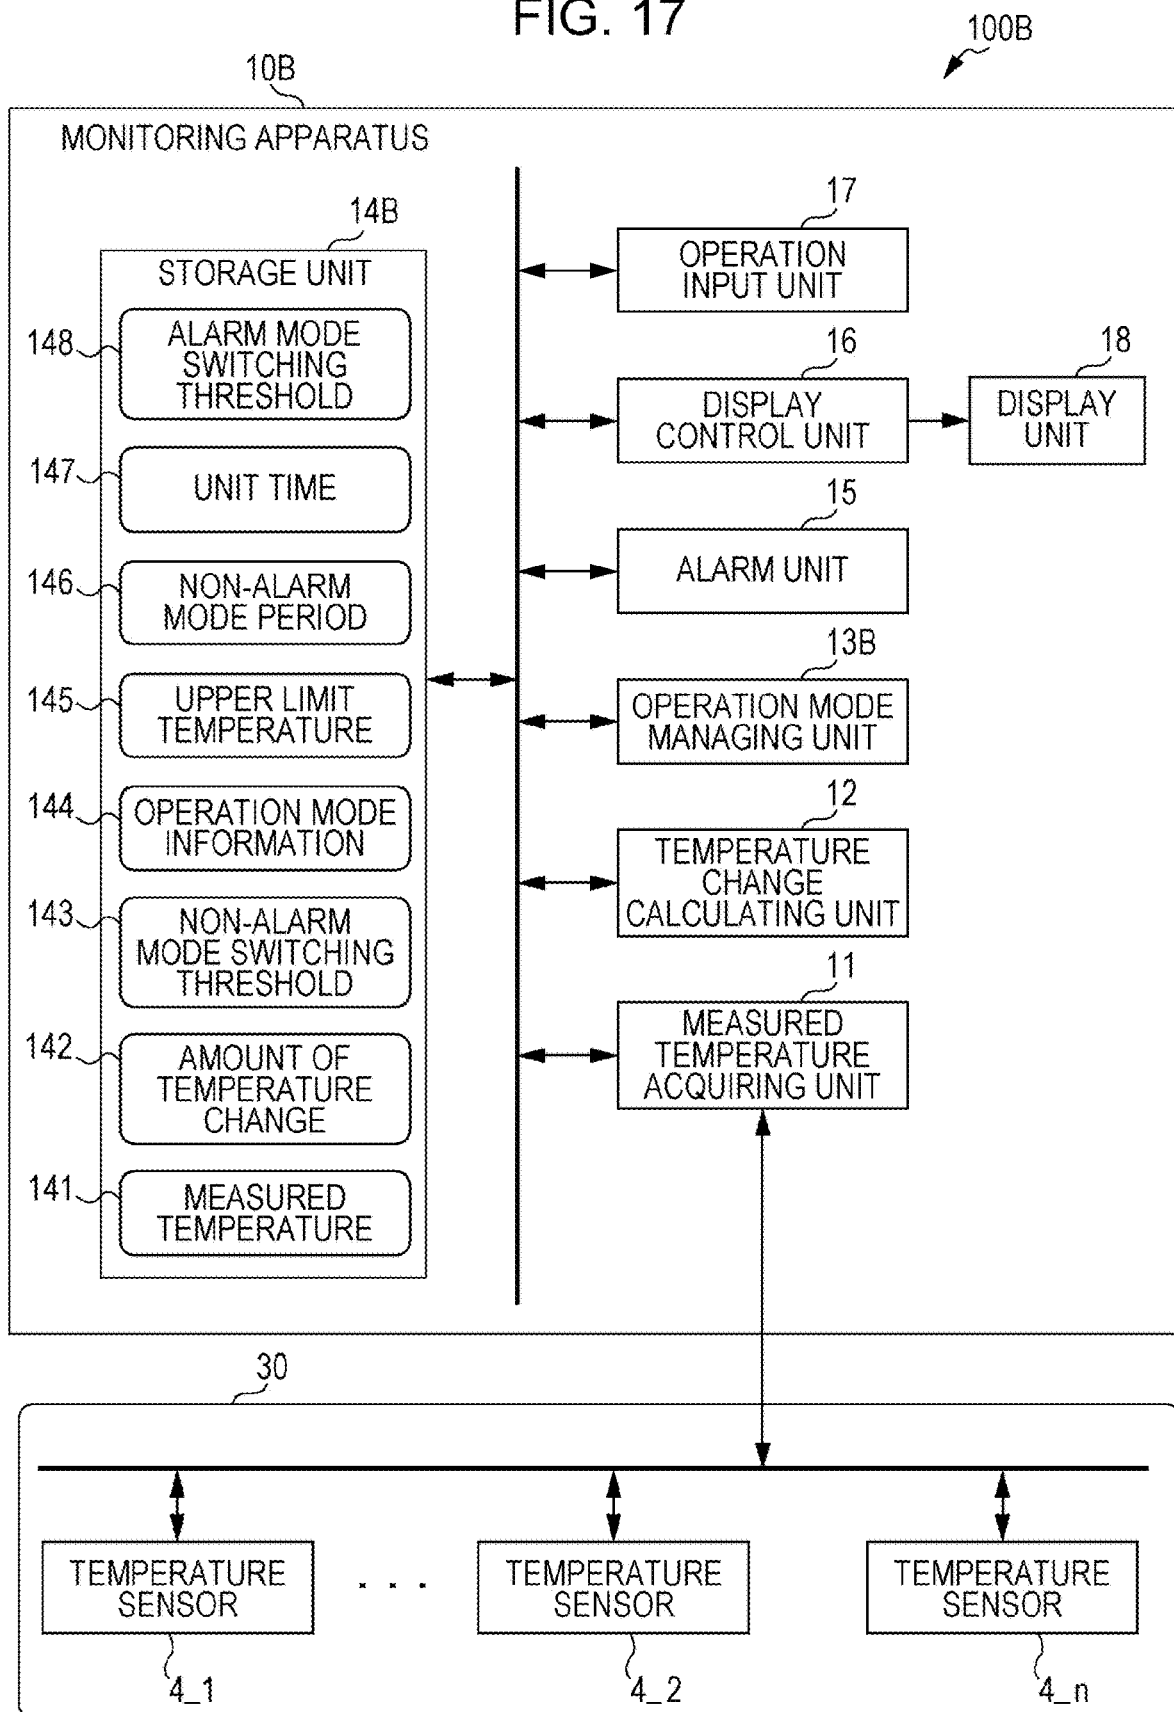 FIG. 17
100B
10B
MONITORING APPARATUS
14B
STORAGE UNIT
148
ALARM MODE
SWITCHING
THRESHOLD
147
UNIT TIME
146
NON-ALARM
MODE PERIOD
145
UPPER LIMIT
TEMPERATURE
144
OPERATION MODE
INFORMATION
143
NON-ALARM
MODE SWITCHING
THRESHOLD
142
AMOUNT OF
TEMPERATURE
CHANGE
141
MEASURED
TEMPERATURE
17
OPERATION
INPUT UNIT
16
DISPLAY
CONTROL UNIT
18
DISPLAY
UNIT
15
ALARM UNIT
13B
OPERATION MODE
MANAGING UNIT
12
TEMPERATURE
CHANGE
CALCULATING UNIT
11
MEASURED
TEMPERATURE
ACQUIRING UNIT
30
TEMPERATURE
SENSOR
4_1
. . .
TEMPERATURE
SENSOR
4_2
TEMPERATURE
SENSOR
4_n